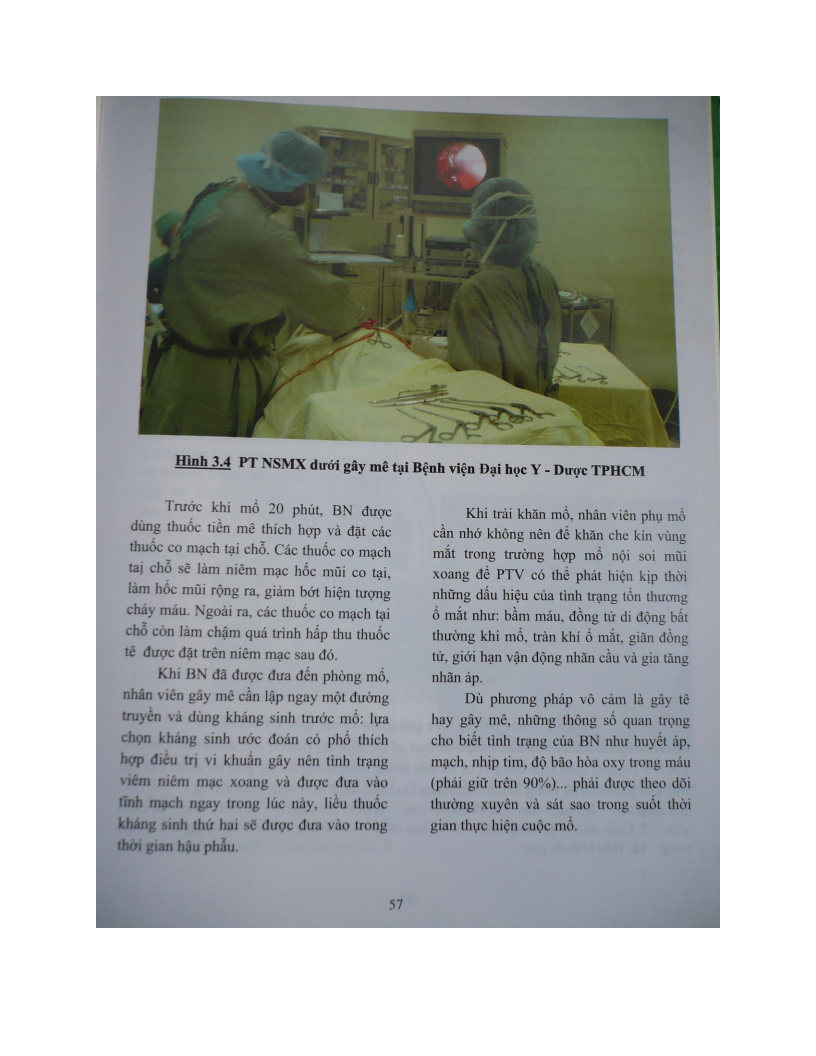 Hình 3.4 PT NSMX dưới gây mê tại Bệnh viện Đại học Y - Dược TPHCM
Trước khi mổ 20 phút, BN được
dùng thuốc tiền mê thích hợp và đặt các
thuốc co mạch tại chỗ. Các thuốc co mạch
taị chỗ sẽ làm niêm mạc hốc mũi co tại,
làm hốc mũi rộng ra, giảm bớt hiện tượng
chảy máu. Ngoài ra, các thuốc co mạch tại
chỗ còn làm chậm quá trình hấp thu thuốc
tê được đặt trên niêm mạc sau đó.
Khi BN đã được đưa đến phòng mổ,
nhân viên gây mê cần lập ngay một đường
truyền và dùng kháng sinh trước mổ: lựa
chọn kháng sinh ước đoán có phổ thích
hợp điều trị vi khuẩn gây nên tình trạng
viêm niêm mạc xoang và được đưa vào
tĩnh mạch ngay trong lúc này, liều thuốc
kháng sinh thứ hai sẽ được đưa vào trong
thời gian hậu phẫu.
Khi trải khăn mổ, nhân viên phụ mổ
cần nhớ không nên để khăn che kín vùng
mắt trong trường hợp mổ nội soi mũi
xoang để PTV có thể phát hiện kịp thời
những dấu hiệu của tình trạng tổn thương
ổ mắt như: bầm máu, đồng tử di động bất
thường khi mổ, tràn khí ổ mắt, giãn đồng
tử, giới hạn vận động nhãn cầu và gia tăng
nhãn áp.
Dù phương pháp vô cảm là gây tê
hay gây mê, những thông số quan trọng
cho biết tình trạng của BN như huyết áp,
mạch, nhịp tim, độ bão hòa oxy trong máu
(phải giữ trên 90%)... phải được theo dõi
thường xuyên và sát sao trong suốt thời
gian thực hiện cuộc mổ.
57